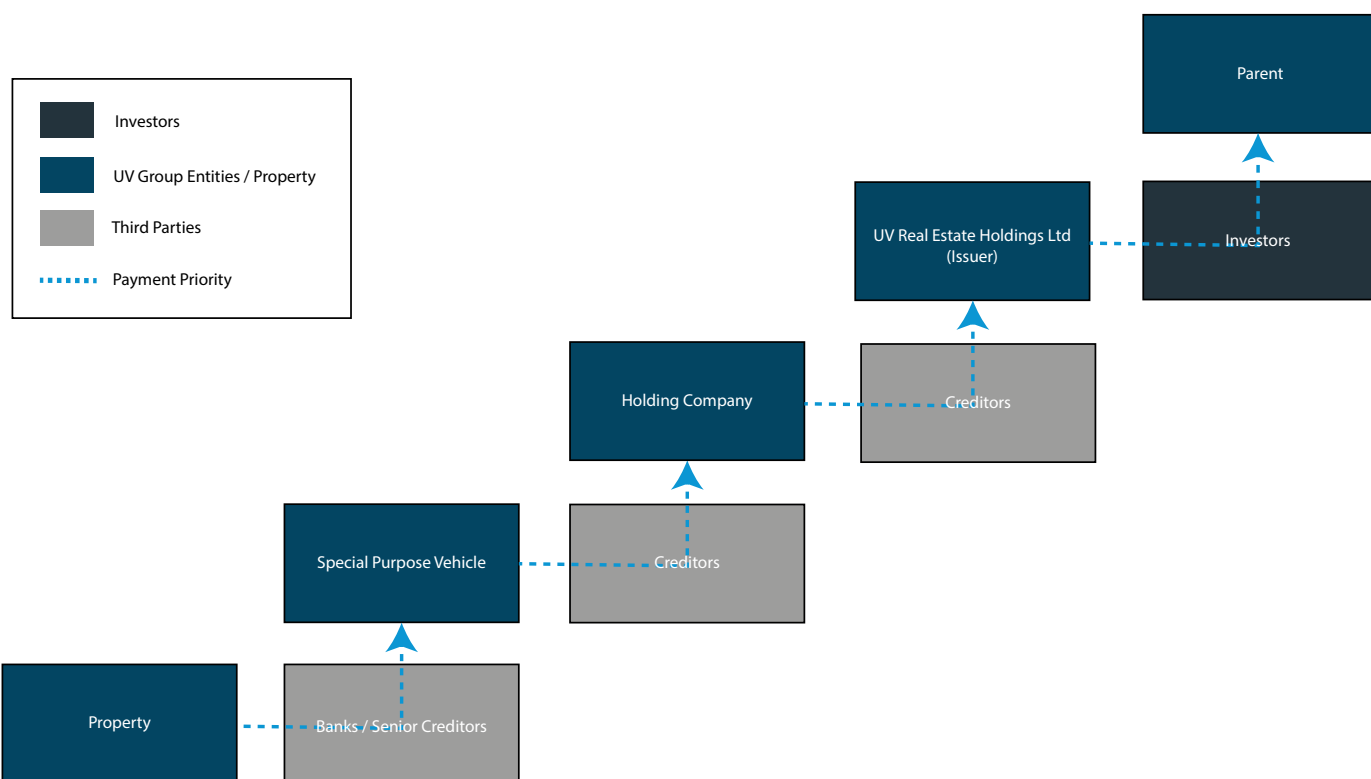 Parent
Investors
UV Group Entities / Property
Third Parties
Payment Priority
UV Real Estate Holdings Ltd
(Issuer)
Investors
Holding Company
Creditors
Special Purpose Vehicle
Creditors
Property
Banks / Senior Creditors